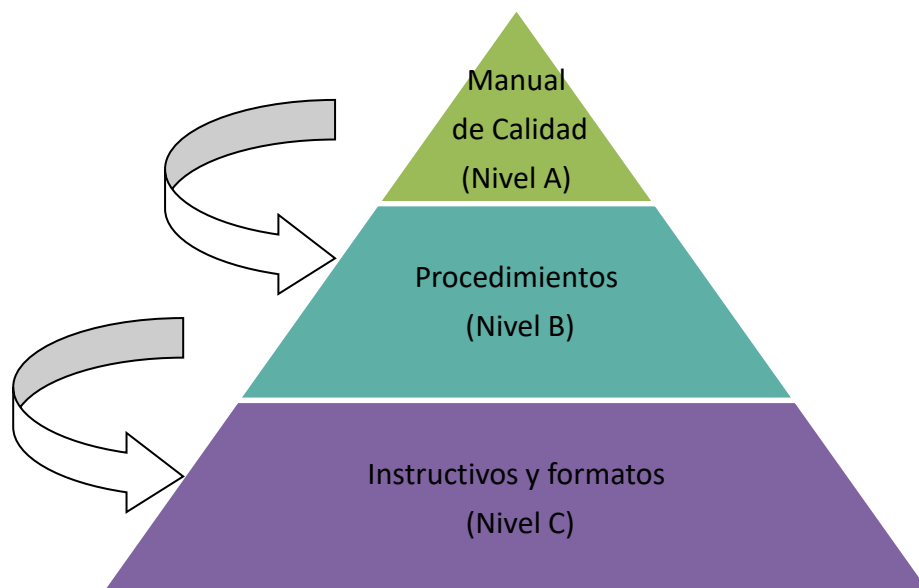 Manual
de Calidad
(Nivel A)
Procedimientos
(Nivel B)
Instructivos y formatos
(Nivel C)